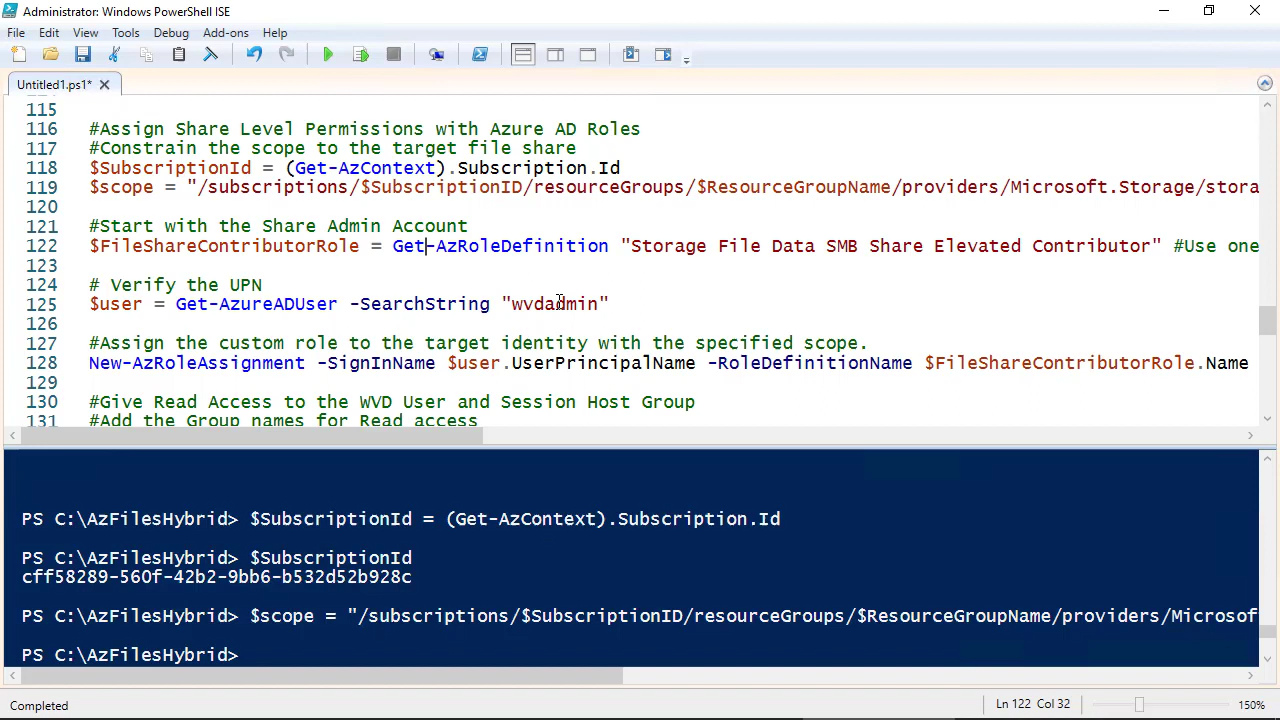 Administrator: Windows PowerShell ISE
File Edit View Tools Debug Add-ons Help
Untitled1.ps1*
115
116 #Assign Share Level Permissions with Azure AD Roles
117 #Constrain the scope to the target file share
118 $SubscriptionId = (Get-AzContext).Subscription.Id
119 $scope = "/subscriptions/$SubscriptionID/resourceGroups/$ResourceGroupName/providers/Microsoft.Storage/stora
120
121 #Start with the Share Admin Account
122 $FileShareContributorRole = Get-AzRoleDefinition "Storage File Data SMB Share Elevated Contributor" #Use one
123
124 # Verify the UPN
125 $user = Get-AzureADUser -SearchString "wvdadmin"
126
127 #Assign the custom role to the target identity with the specified scope.
128 New-AzRoleAssignment -SignInName $user.UserPrincipalName -RoleDefinitionName $FileShareContributorRole.Name
129
130 #Give Read Access to the WVD User and Session Host Group
131 #Add the Group names for Read access
PS C:\AzFilesHybrid> $SubscriptionId = (Get-AzContext).Subscription.Id
PS C:\AzFilesHybrid> $SubscriptionId
cff58289-560f-42b2-9bb6-b532d52b928c
PS C:\AzFilesHybrid> $scope = "/subscriptions/$SubscriptionID/resourceGroups/$ResourceGroupName/providers/Microsof
PS C:\AzFilesHybrid>
Completed Ln 122 Col 32 150%